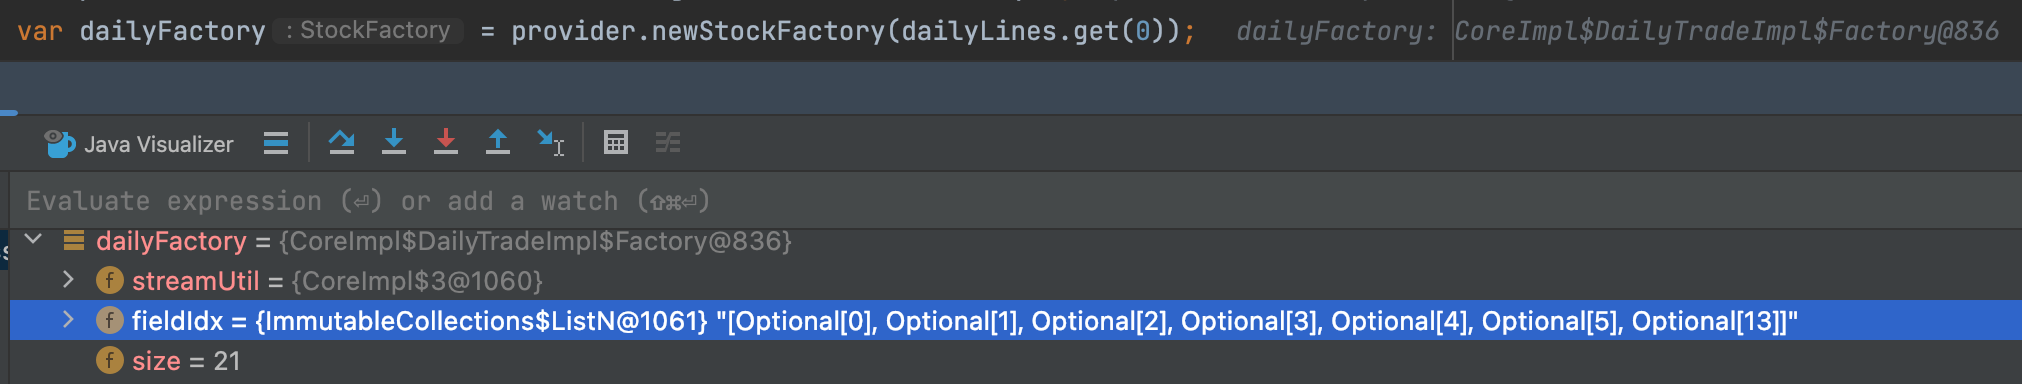 var dailyFactory : StockFactory = provider.newStockFactory(dailyLines.get(0)); dailyFactory: CoreImpl$DailyTradeImpl$Factory@836
Java Visualizer
Evaluate expression (⏎) or add a watch (⇧⌘⏎)
dailyFactory = {CoreImpl$DailyTradeImpl$Factory@836}
f streamUtil = {CoreImpl$3@1060}
f fieldIdx = {ImmutableCollections$ListN@1061} "[Optional[0], Optional[1], Optional[2], Optional[3], Optional[4], Optional[5], Optional[13]]"
f size = 21